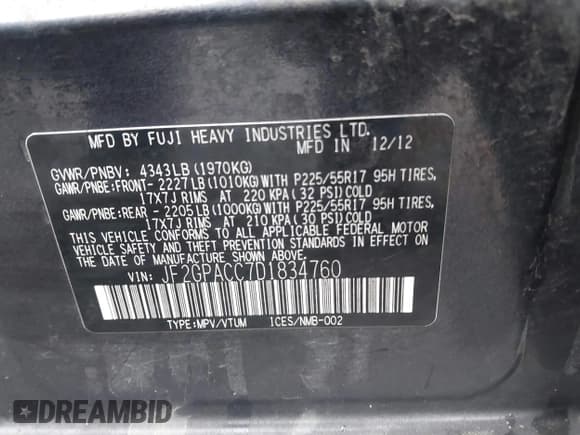 MFD BY FUJI HEAVY INDUSTRIES LTD.
MFD IN 12/12
GVWR/PNBV: 4343LB(1970KG)
GAWR/PNBE:FRONT- 2227LB(1010KG)WITH P225/55R17 95H TIRES,
17X7J RIMS AT 220 KPA(32 PSI)COLD
GAWR/PNBE:REAR - 2205LB(1000KG)WITH P225/55R17 95H TIRES,
17X7J RIMS AT 210 KPA(30 PSI)COLD
THIS VEHICLE CONFORMS TO ALL APPLICABLE FEDERAL MOTOR
VEHICLE SAFETY AND THEFT PREVENTION STANDARDS IN EFFECT
ON THE DATE OF MANUFACTURE SHOWN ABOVE.
VIN: JF2GPACC7D1834760
TYPE:MPV/VTUM ICES/NMB-002
DREAMBID